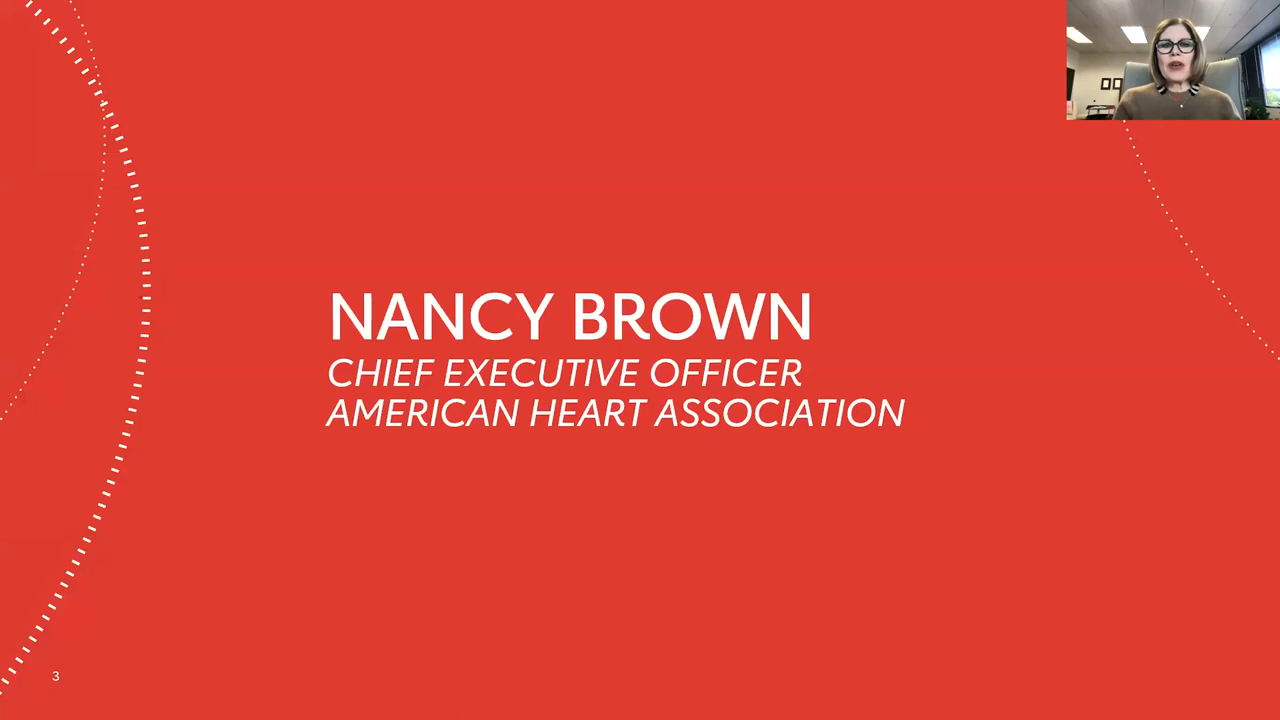 NANCY BROWN
CHIEF EXECUTIVE OFFICER
AMERICAN HEART ASSOCIATION
3